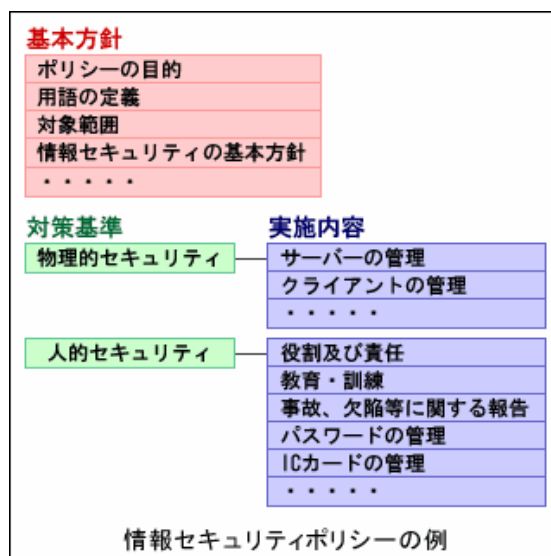 基本方針
ポリシーの目的
用語の定義
対象範囲
情報セキュリティの基本方針
・・・・・
対策基準 実施内容
物理的セキュリティ サーバーの管理
クライアントの管理
・・・・・
人的セキュリティ 役割及び責任
教育・訓練
事故、欠陥等に関する報告
パスワードの管理
ICカードの管理
・・・・・
情報セキュリティポリシーの例